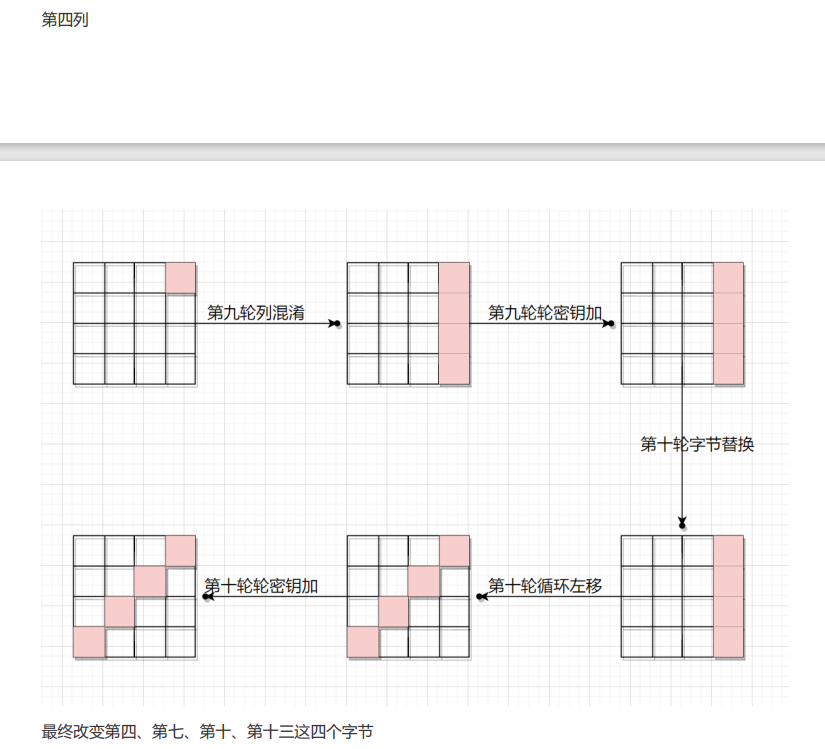 第四列
第九轮列混淆
第九轮轮密钥加
第十轮字节替换
第十轮轮密钥加
第十轮循环左移
最终改变第四、第七、第十、第十三这四个字节